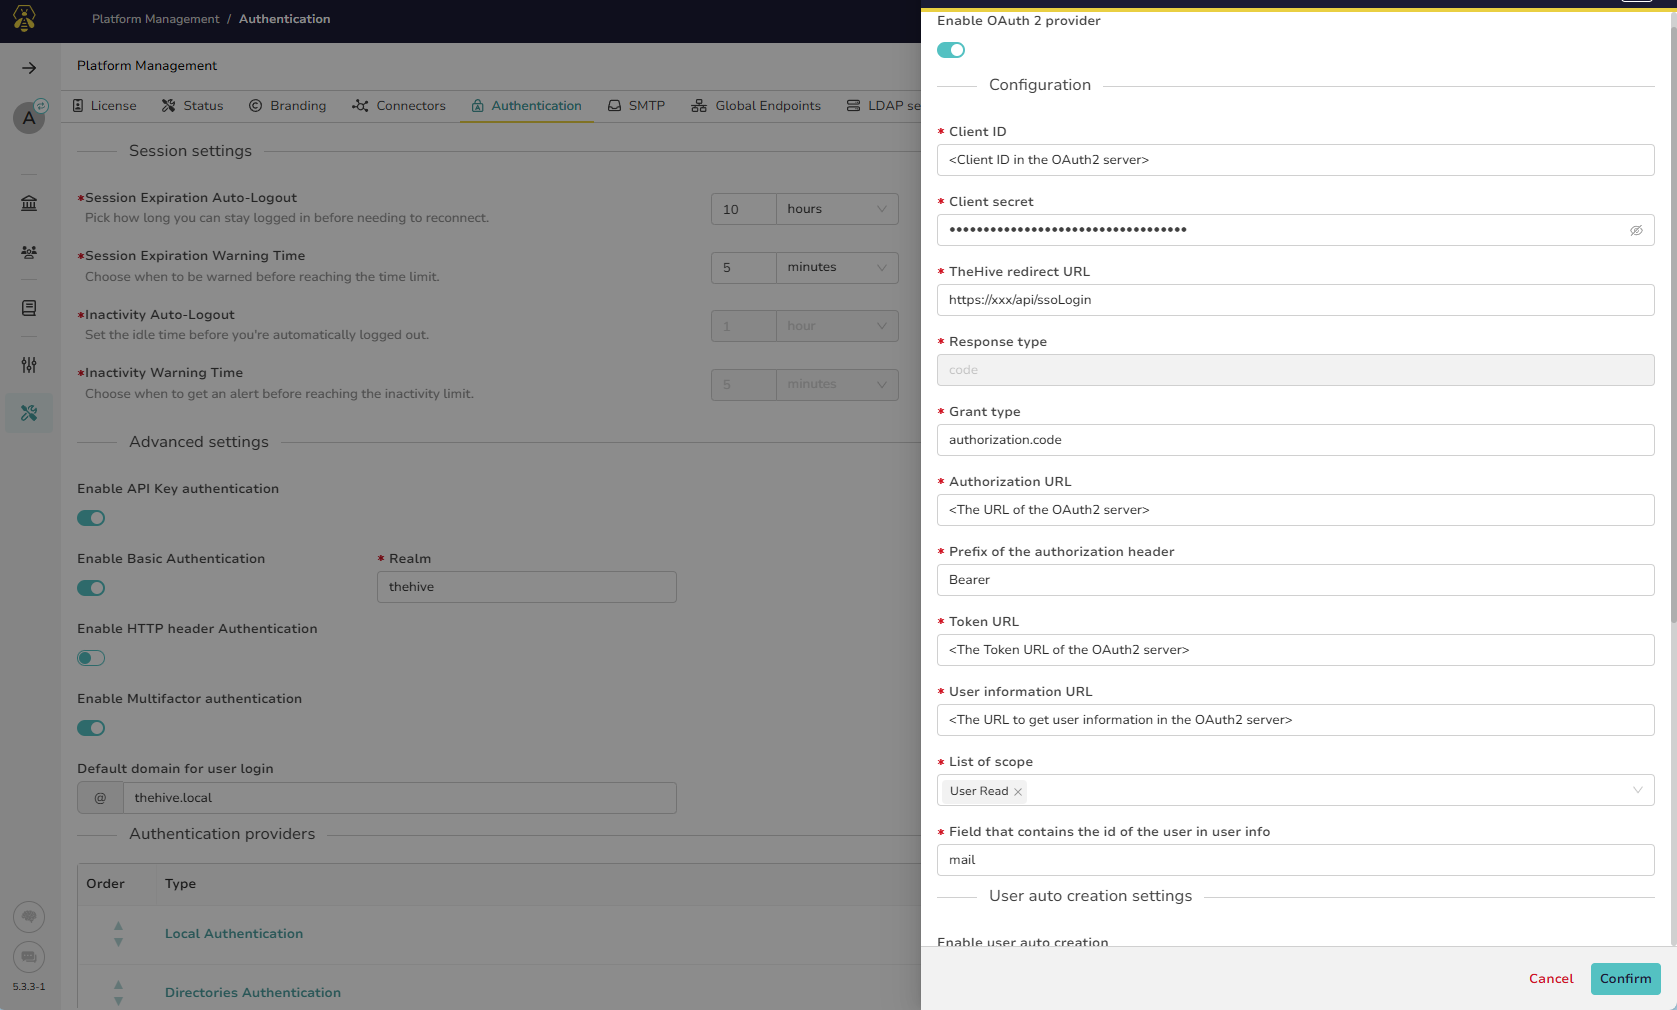 Platform Management / Authentication
Platform Management
A
License
Status
Branding
Connectors
Authentication
SMTP
Global Endpoints
LDAP se
Session settings
*Session Expiration Auto-Logout
Pick how long you can stay logged in before needing to reconnect.
10 hours
*Session Expiration Warning Time
Choose when to be warned before reaching the time limit.
5 minutes
*Inactivity Auto-Logout
Set the idle time before you're automatically logged out.
1 hour
*Inactivity Warning Time
Choose when to get an alert before reaching the inactivity limit.
5 minutes
Advanced settings
Enable API Key authentication
Enable Basic Authentication
* Realm
thehive
Enable HTTP header Authentication
Enable Multifactor authentication
Default domain for user login
@ thehive.local
Authentication providers
Order Type
Local Authentication
Directories Authentication
5.3.3-1
Enable OAuth 2 provider
Configuration
* Client ID
<Client ID in the OAuth2 server>
* Client secret
•••••••••••••••••••••••••••••••••••
* TheHive redirect URL
https://xxx/api/ssoLogin
* Response type
code
* Grant type
authorization.code
* Authorization URL
<The URL of the OAuth2 server>
* Prefix of the authorization header
Bearer
* Token URL
<The Token URL of the OAuth2 server>
* User information URL
<The URL to get user information in the OAuth2 server>
* List of scope
User Read ×
* Field that contains the id of the user in user info
mail
User auto creation settings
Enable user auto creation
Cancel
Confirm